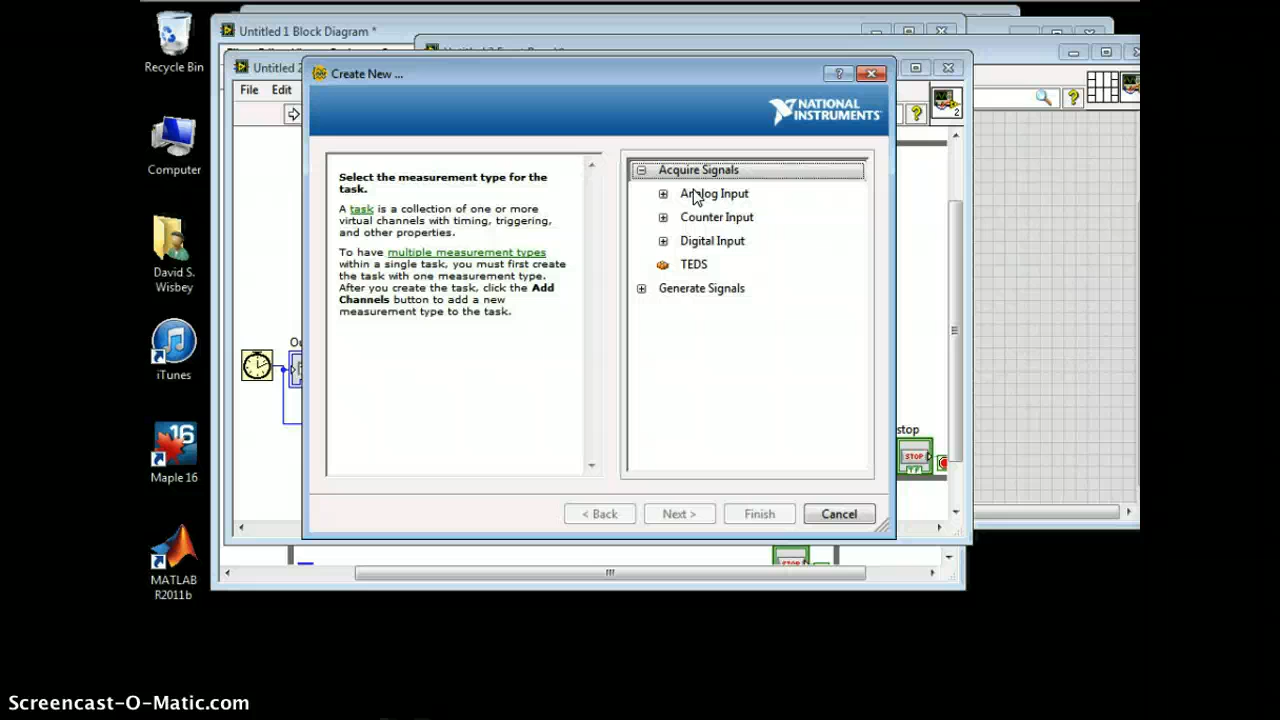 Recycle Bin
Computer
David S.
Wisbey
iTunes
16
Maple 16
MATLAB
R2011b
Untitled 1 Block Diagram *
Untitled 2
File Edit
2
Create New ...
NATIONAL
INSTRUMENTS
Select the measurement type for the
task.
A task is a collection of one or more
virtual channels with timing, triggering,
and other properties.
To have multiple measurement types
within a single task, you must first create
the task with one measurement type.
After you create the task, click the Add
Channels button to add a new
measurement type to the task.
Acquire Signals
Analog Input
Counter Input
Digital Input
TEDS
Generate Signals
< Back Next > Finish Cancel
stop
STOP
Screencast-O-Matic.com